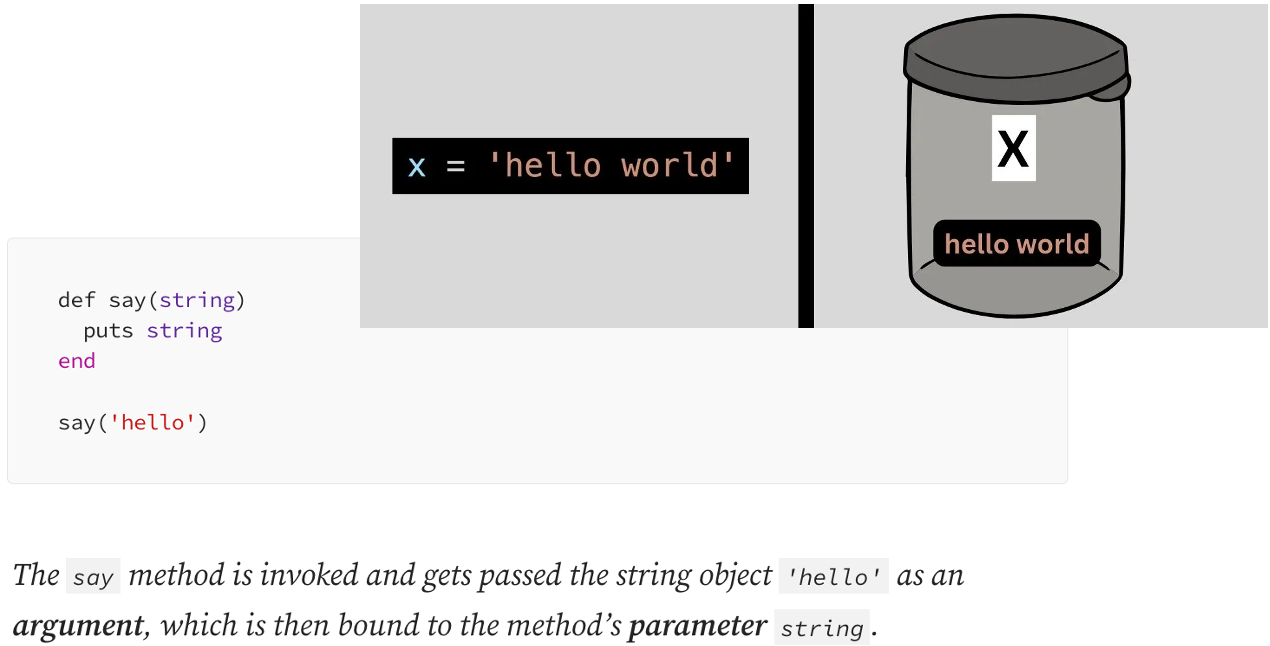 x = 'hello world'
X
hello world
def say(string)
  puts string
end
say('hello')
The say method is invoked and gets passed the string object 'hello' as an
argument, which is then bound to the method’s parameter string.